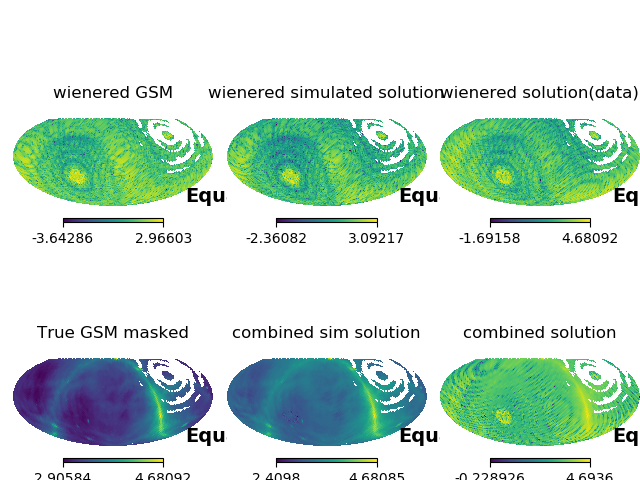 wienered GSM
wienered simulated solution
wienered solution(data)
Equ
Equ
Eq
-3.64286 2.96603
-2.36082 3.09217
-1.69158 4.68092
True GSM masked
combined sim solution
combined solution
Equ
Equ
Eq
2.90584 4.68092
2.4098 4.68085
-0.228926 4.6936